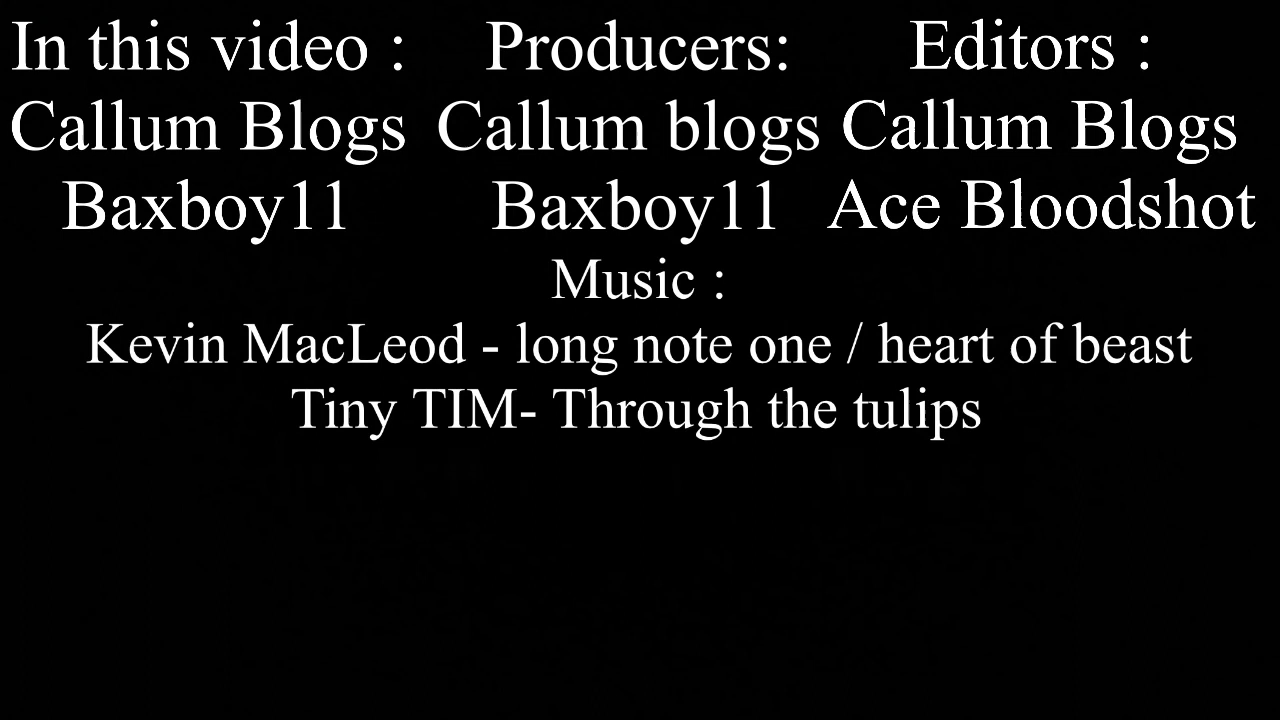 In this video :
Callum Blogs
Baxboy11
Producers:
Callum blogs
Baxboy11
Editors :
Callum Blogs
Ace Bloodshot
Music :
Kevin MacLeod - long note one / heart of beast
Tiny TIM- Through the tulips